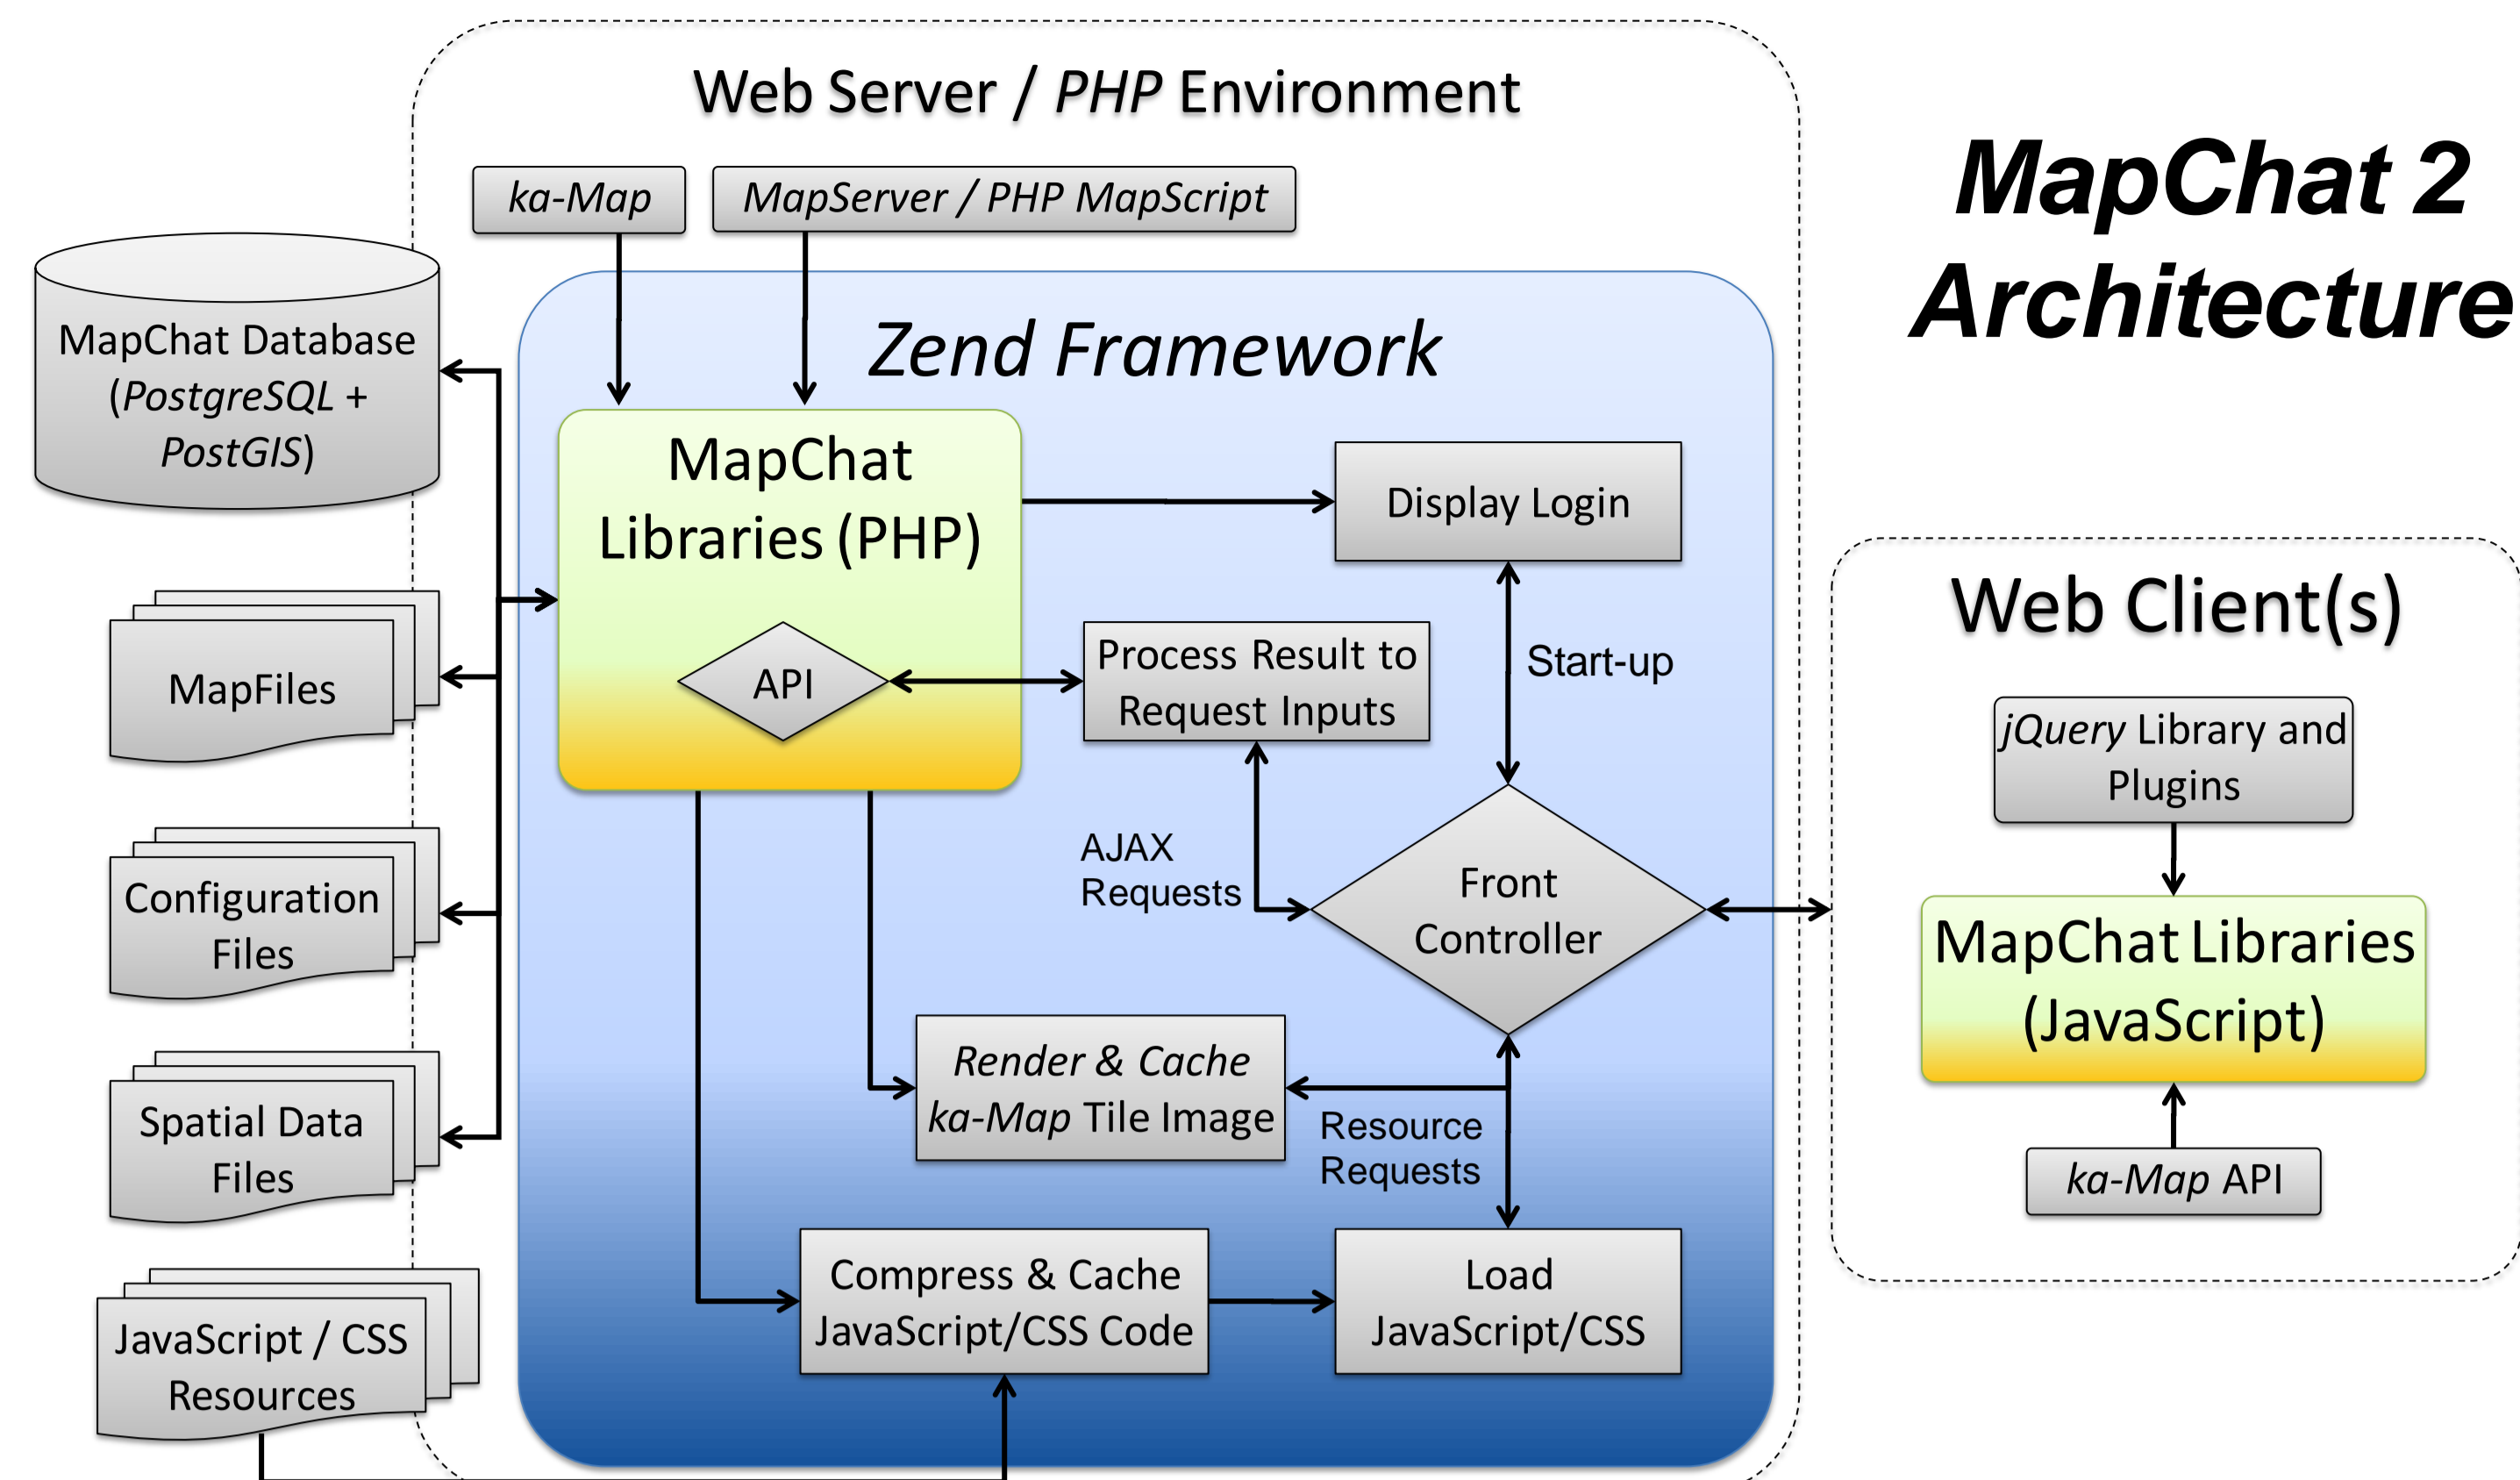 Web Server / PHP Environment
MapChat 2
Architecture
ka-Map
MapServer / PHP MapScript
Zend Framework
MapChat Database
(PostgreSQL +
PostGIS)
MapChat
Libraries (PHP)
API
Display Login
Process Result to
Request Inputs
Start-up
MapFiles
AJAX
Requests
Front
Controller
Configuration
Files
Render & Cache
ka-Map Tile Image
Resource
Requests
Spatial Data
Files
Compress & Cache
JavaScript/CSS Code
Load
JavaScript/CSS
JavaScript / CSS
Resources
Web Client(s)
jQuery Library and
Plugins
MapChat Libraries
(JavaScript)
ka-Map API